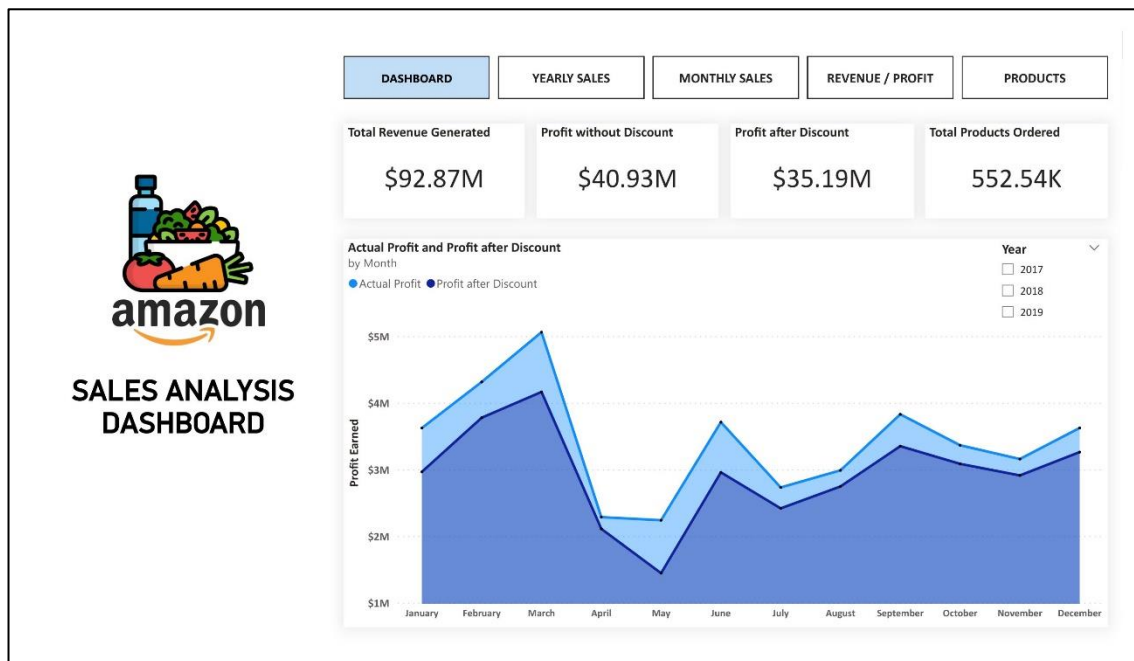 DASHBOARD
YEARLY SALES
MONTHLY SALES
REVENUE / PROFIT
PRODUCTS
Total Revenue Generated
$92.87M
Profit without Discount
$40.93M
Profit after Discount
$35.19M
Total Products Ordered
552.54K
amazon
SALES ANALYSIS
DASHBOARD
Actual Profit and Profit after Discount
by Month
Actual Profit
Profit after Discount
Year
2017
2018
2019
Profit Earned
$5M
$4M
$3M
$2M
$1M
January
February
March
April
May
June
July
August
September
October
November
December